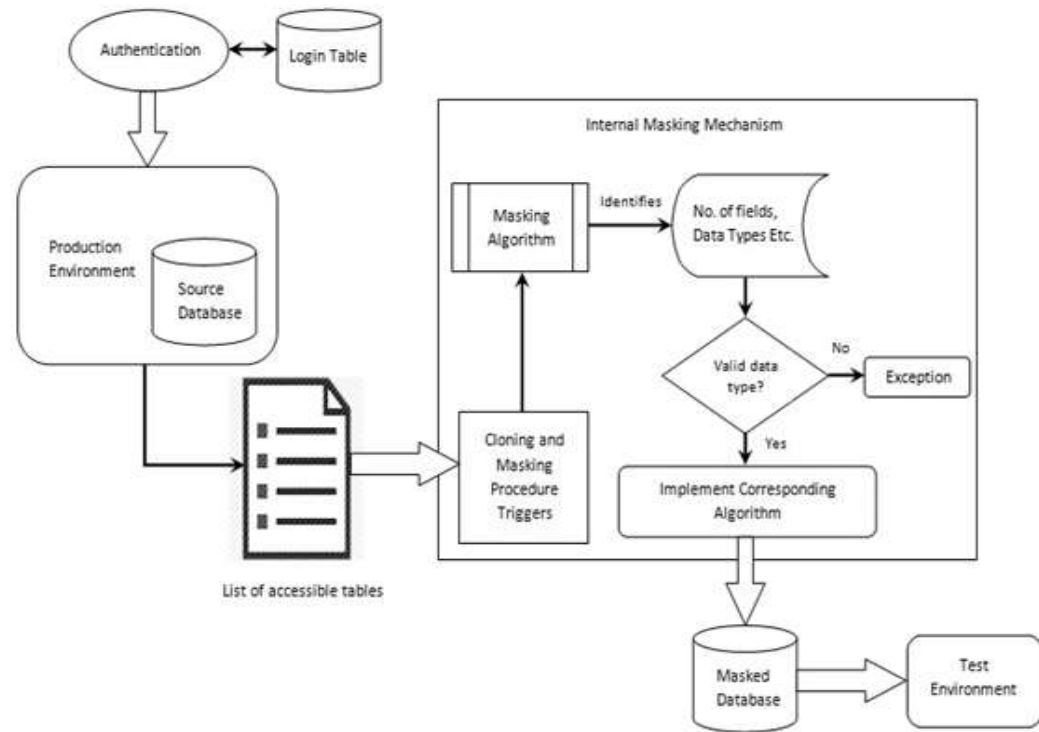 Authentication
Login Table
Internal Masking Mechanism
Production
Environment
Source
Database
Masking
Algorithm
Identifies
No. of fields,
Data Types Etc.
Valid data
type?
No
Exception
Yes
Cloning and
Masking
Procedure
Triggers
Implement Corresponding
Algorithm
List of accessible tables
Masked
Database
Test
Environment